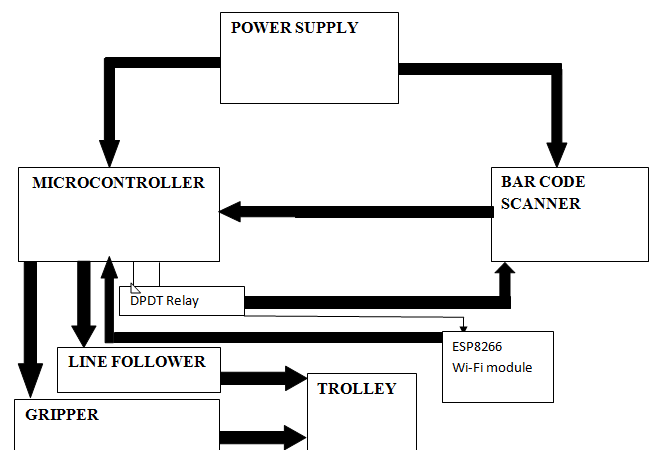 POWER SUPPLY
MICROCONTROLLER
BAR CODE
SCANNER
DPDT Relay
ESP8266
Wi-Fi module
LINE FOLLOWER
TROLLEY
GRIPPER